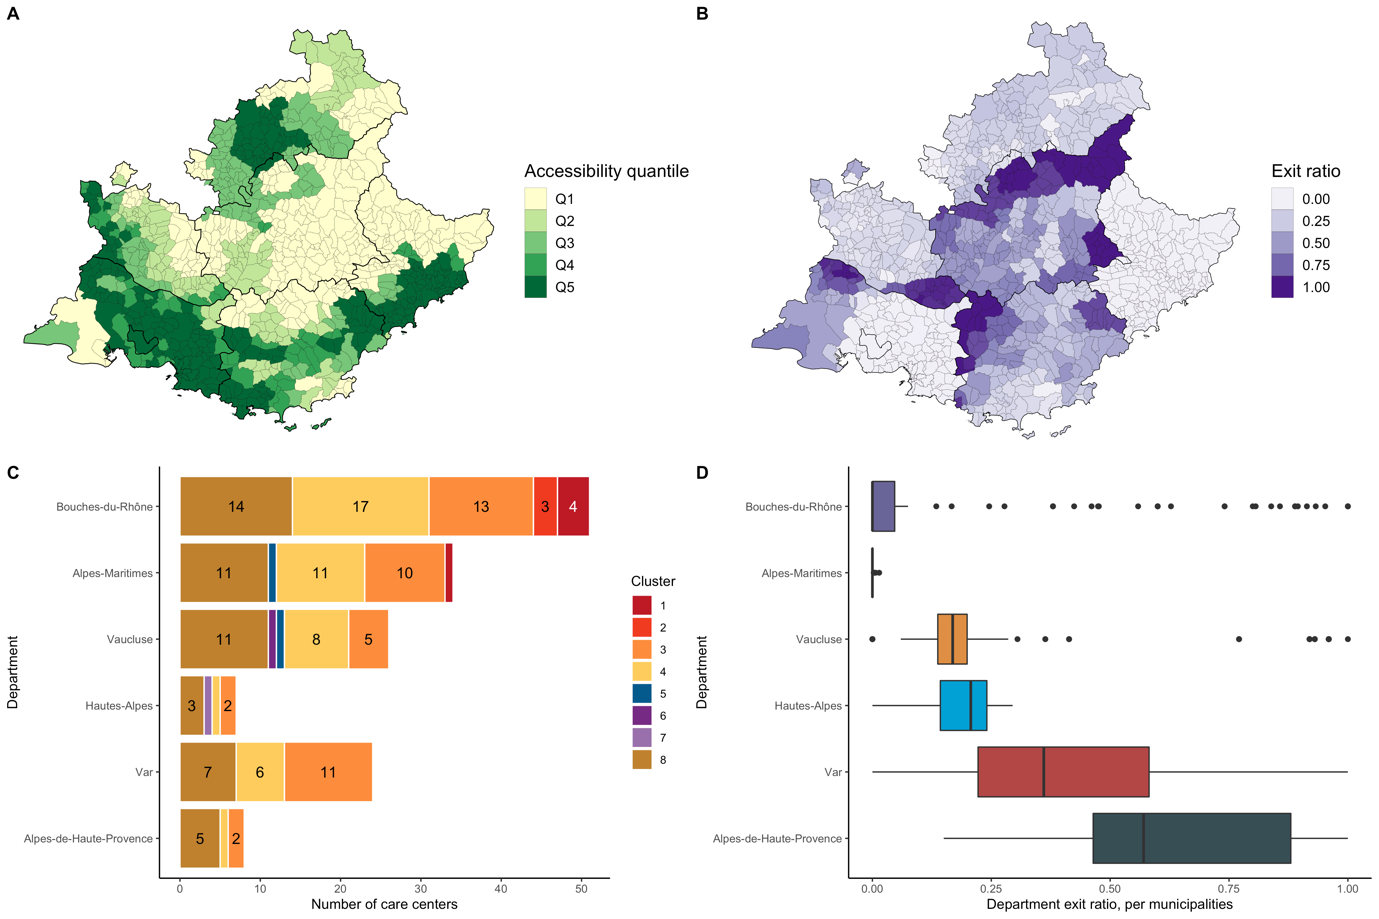 A
Accessibility quantile
Q1
Q2
Q3
Q4
Q5
B
Exit ratio
0.00
0.25
0.50
0.75
1.00
C
Department
Bouches-du-Rhône
14 17 13 3 4
Alpes-Maritimes
11 11 10
Vaucluse
11 8 5
Hautes-Alpes
3 2
Var
7 6 11
Alpes-de-Haute-Provence
5 2
0 10 20 30 40 50
Number of care centers
Cluster
1
2
3
4
5
6
7
8
D
Department
Bouches-du-Rhône
Alpes-Maritimes
Vaucluse
Hautes-Alpes
Var
Alpes-de-Haute-Provence
0.00 0.25 0.50 0.75 1.00
Department exit ratio, per municipalities